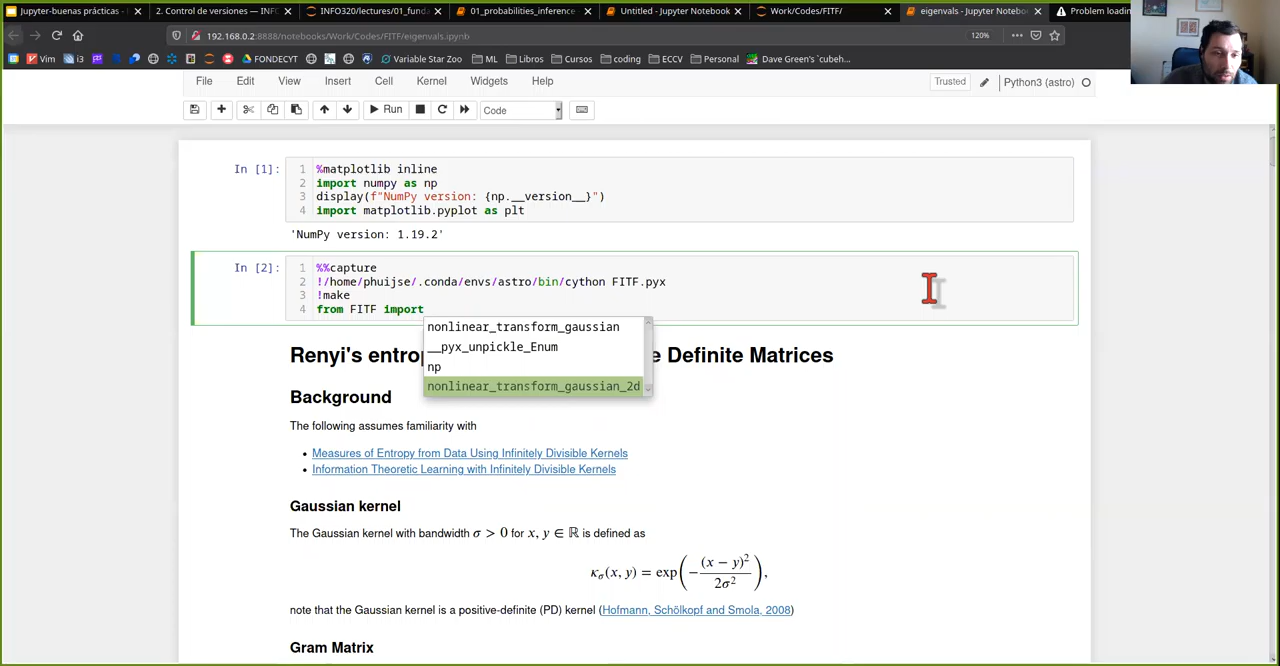 Jupyter-buenas prácticas - 
2. Control de versiones — INFO
INFO320/lectures/01_funda
01_probabilities_inference
Untitled - Jupyter Notebook
Work/Codes/FITF/
eigenvals - Jupyter Notebook
Problem loading
192.168.0.2:8888/notebooks/Work/Codes/FITF/eigenvals.ipynb
120%
Vim
i3
FONDECYT
Variable Star Zoo
ML
Libros
Cursos
coding
ECCV
Personal
Dave Green's `cubeh…
File Edit View Insert Cell Kernel Widgets Help
Trusted
Python3 (astro)
Run
Code
In [1]:
1 %matplotlib inline
2 import numpy as np
3 display(f"NumPy version: {np.__version__}")
4 import matplotlib.pyplot as plt
'NumPy version: 1.19.2'
In [2]:
1 %%capture
2 !/home/phuijse/.conda/envs/astro/bin/cython FITF.pyx
3 !make
4 from FITF import
nonlinear_transform_gaussian
__pyx_unpickle_Enum
np
nonlinear_transform_gaussian_2d
Renyi's entrop e Definite Matrices
Background
The following assumes familiarity with
• Measures of Entropy from Data Using Infinitely Divisible Kernels
• Information Theoretic Learning with Infinitely Divisible Kernels
Gaussian kernel
The Gaussian kernel with bandwidth σ > 0 for x, y ∈ ℝ is defined as
κσ(x, y) = exp(−(x − y)²/2σ²),
note that the Gaussian kernel is a positive-definite (PD) kernel (Hofmann, Schölkopf and Smola, 2008)
Gram Matrix